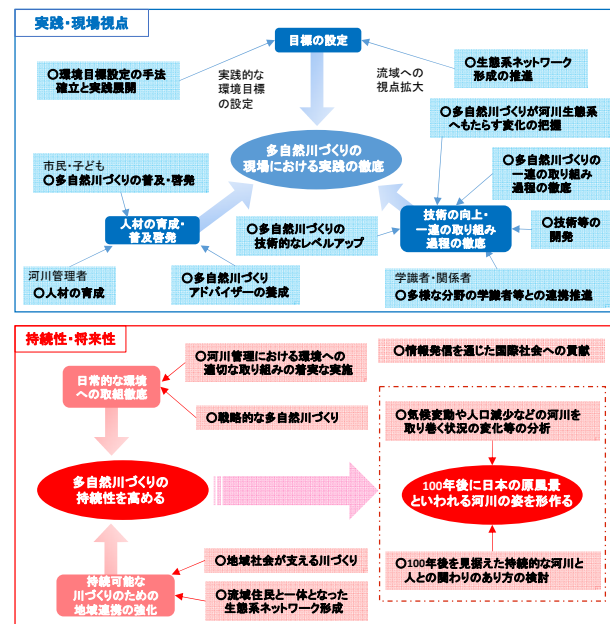 実践・現場視点
目標の設定
〇環境目標設定の手法
確立と実践展開
実践的な
環境目標
の設定
流域への
視点拡大
〇生態系ネットワーク
形成の推進
〇多自然川づくりが河川生態系
へもたらす変化の把握
多自然川づくりの
現場における実践の徹底
市民・子ども
〇多自然川づくりの普及・啓発
〇多自然川づくりの
一連の取り組み
過程の徹底
人材の育成・
普及啓発
〇多自然川づくりの
技術的なレベルアップ
技術の向上・
一連の取り組み
過程の徹底
〇技術等の
開発
河川管理者
〇人材の育成
〇多自然川づくり
アドバイザーの養成
学識者・関係者
〇多様な分野の学識者等との連携推進
持続性・将来性
日常的な環境
への取組徹底
〇河川管理における環境への
適切な取り組みの着実な実施
〇情報発信を通じた国際社会への貢献
〇戦略的な多自然川づくり
〇気候変動や人口減少などの河川を
取り巻く状況の変化等の分析
多自然川づくりの
持続性を高める
100年後に日本の原風景
といわれる河川の姿を形作る
〇地域社会が支える川づくり
〇100年後を見据えた持続的な河川と
人との関わりのあり方の検討
持続可能な
川づくりのための
地域連携の強化
〇流域住民と一体となった
生態系ネットワーク形成